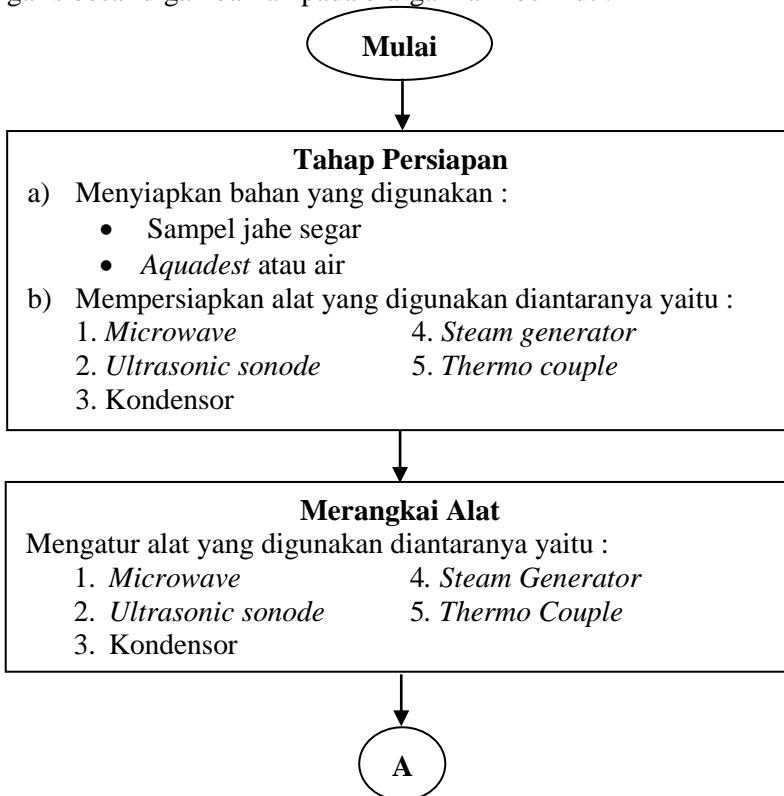 Mulai
Tahap Persiapan
a) Menyiapkan bahan yang digunakan :
• Sampel jahe segar
• Aquadest atau air
b) Mempersiapkan alat yang digunakan diantaranya yaitu :
1. Microwave 4. Steam generator
2. Ultrasonic sonode 5. Thermo couple
3. Kondensor
Merangkai Alat
Mengatur alat yang digunakan diantaranya yaitu :
1. Microwave 4. Steam Generator
2. Ultrasonic sonode 5. Thermo Couple
3. Kondensor
A